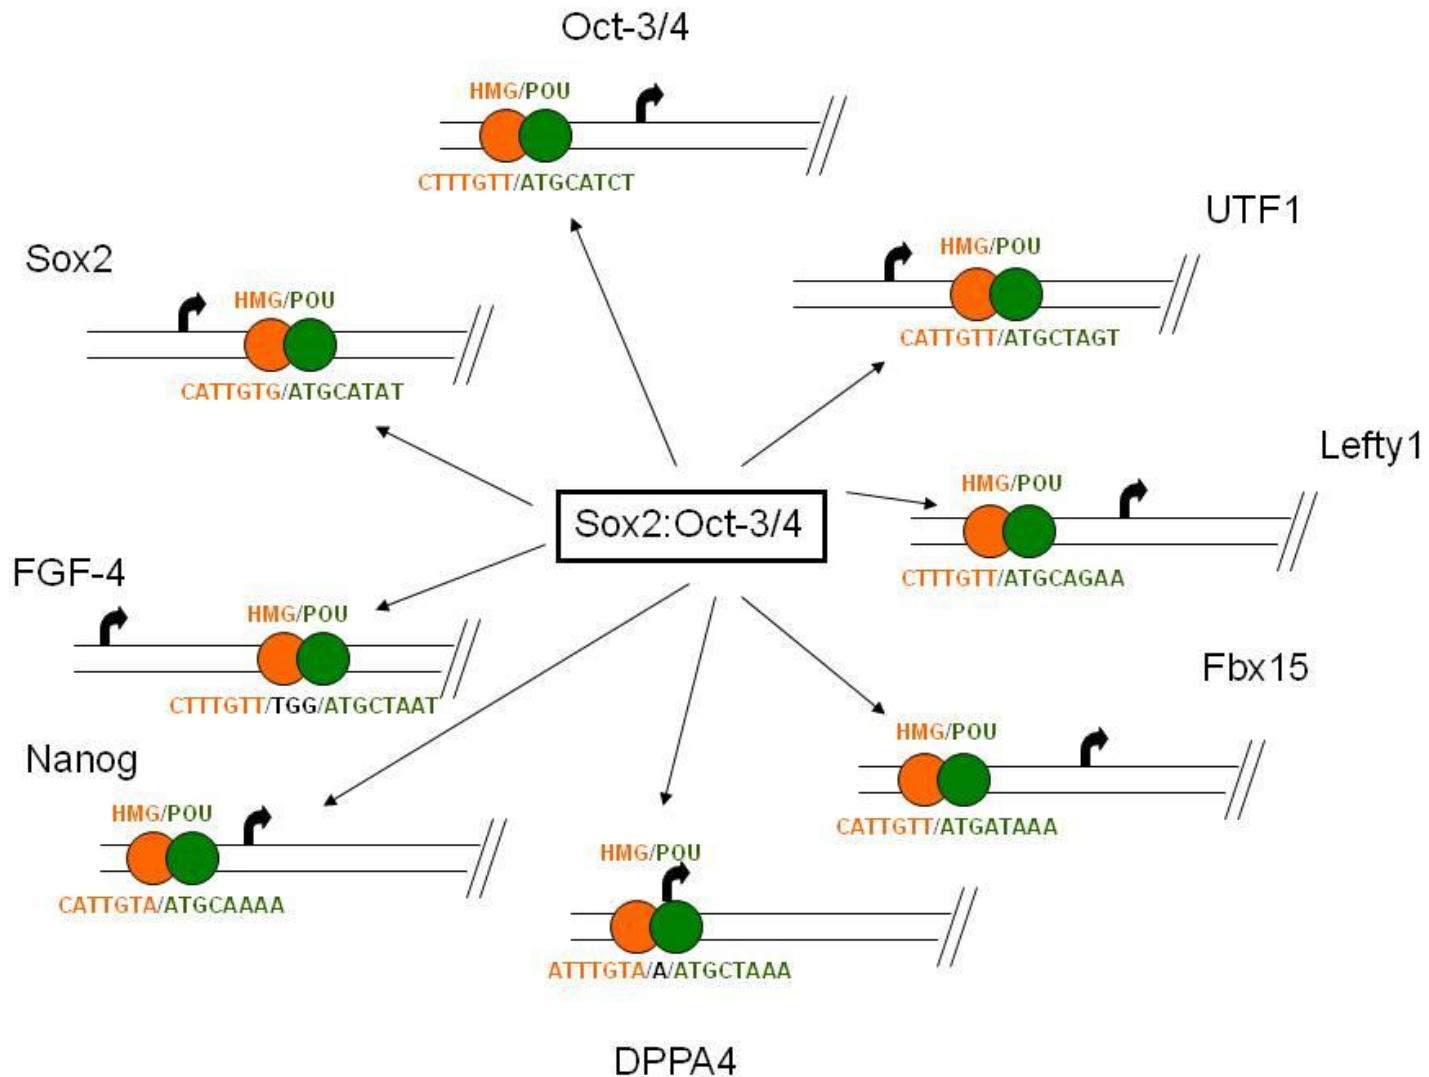 Oct-3/4
HMG/POU
CTTTGTT/ATGCATCT
UTF1
HMG/POU
CATTGTT/ATGCTAGT
Sox2
HMG/POU
CATTGTG/ATGCATAT
Lefty1
HMG/POU
CTTTGTT/ATGCAGAA
Sox2:Oct-3/4
FGF-4
HMG/POU
CTTTGTT/TGG/ATGCTAAT
Fbx15
HMG/POU
CATTGTT/ATGATAAA
Nanog
HMG/POU
CATTGTA/ATGCAAAA
HMG/POU
ATTTGTA/A/ATGCTAAA
DPPA4